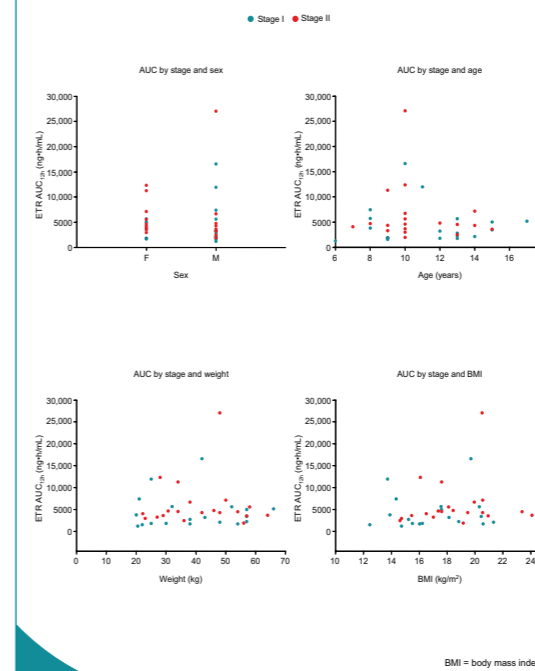 Stage I Stage II
AUC by stage and sex
30,000
25,000
20,000
15,000
10,000
5000
0
ETR AUC12h (ng•h/mL)
F M
Sex
AUC by stage and age
30,000
25,000
20,000
15,000
10,000
5000
0
ETR AUC12h (ng•h/mL)
6 8 10 12 14 16
Age (years)
AUC by stage and weight
30,000
25,000
20,000
15,000
10,000
5000
0
ETR AUC12h (ng•h/mL)
0 10 20 30 40 50 60 70
Weight (kg)
AUC by stage and BMI
30,000
25,000
20,000
15,000
10,000
5000
0
ETR AUC12h (ng•h/mL)
10 12 14 16 18 20 22 24
BMI (kg/m²)
BMI = body mass inde